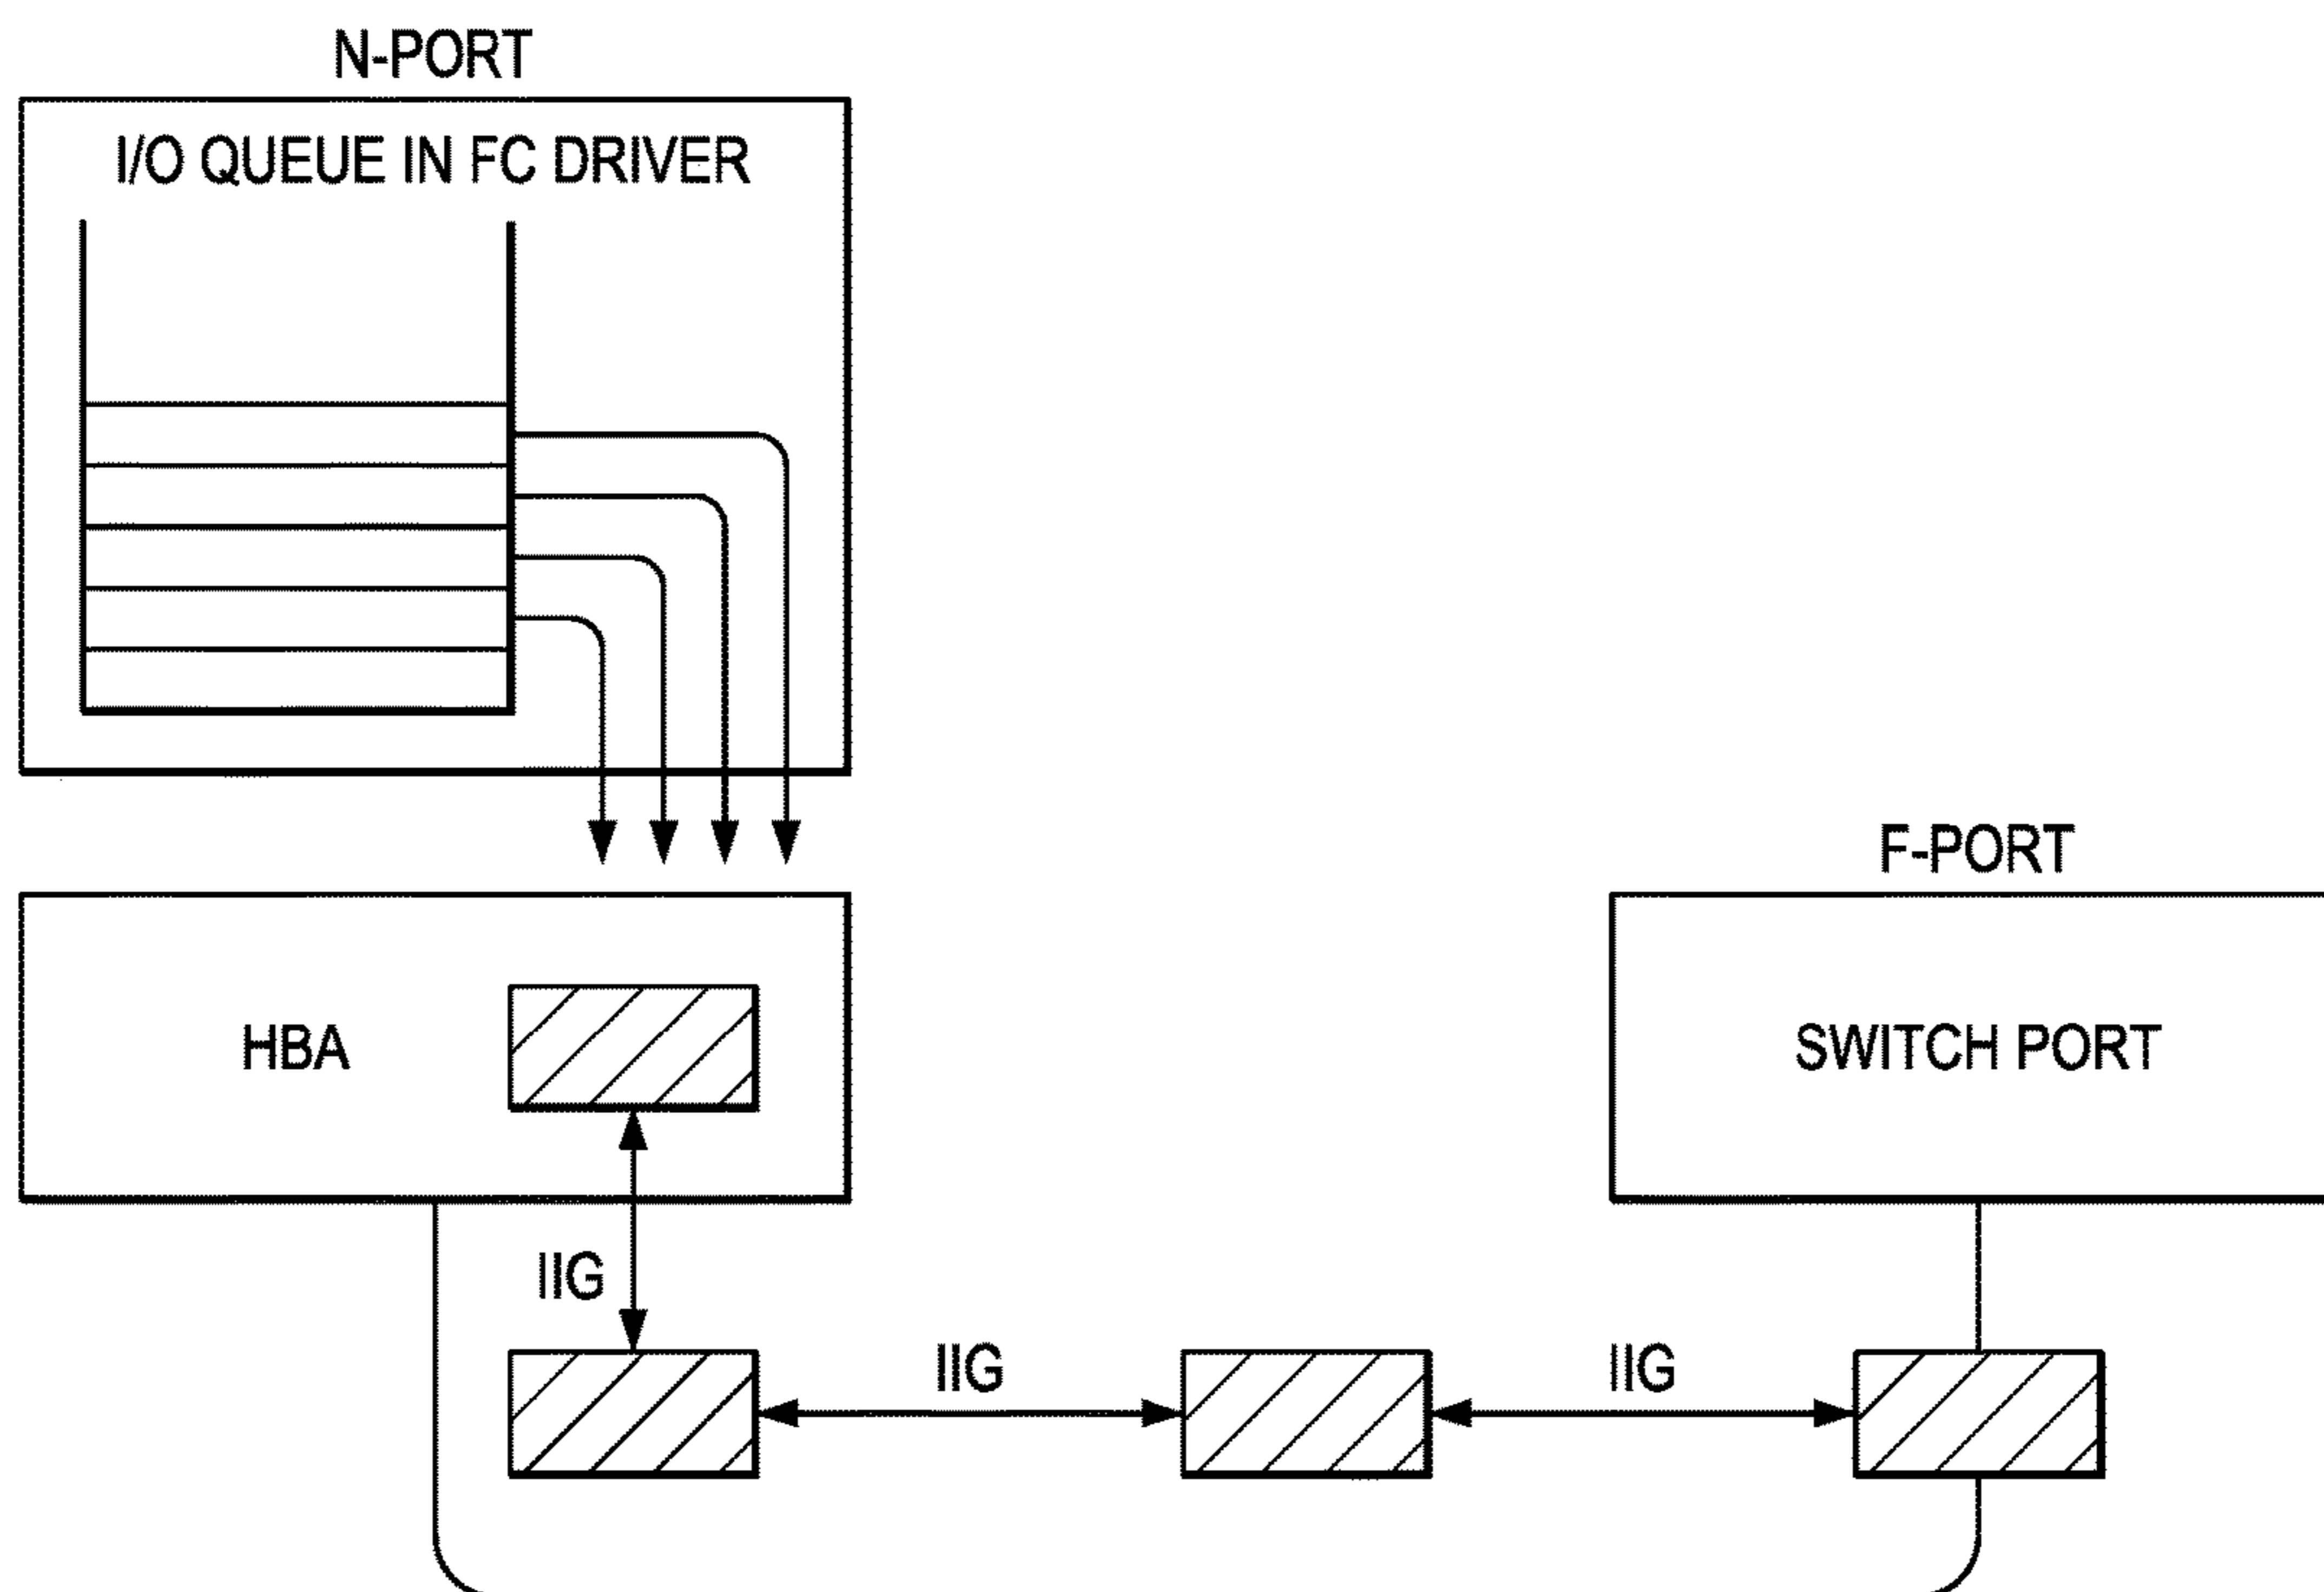 N-PORT
I/O QUEUE IN FC DRIVER
F-PORT
HBA
SWITCH PORT
IIG
IIG
IIG